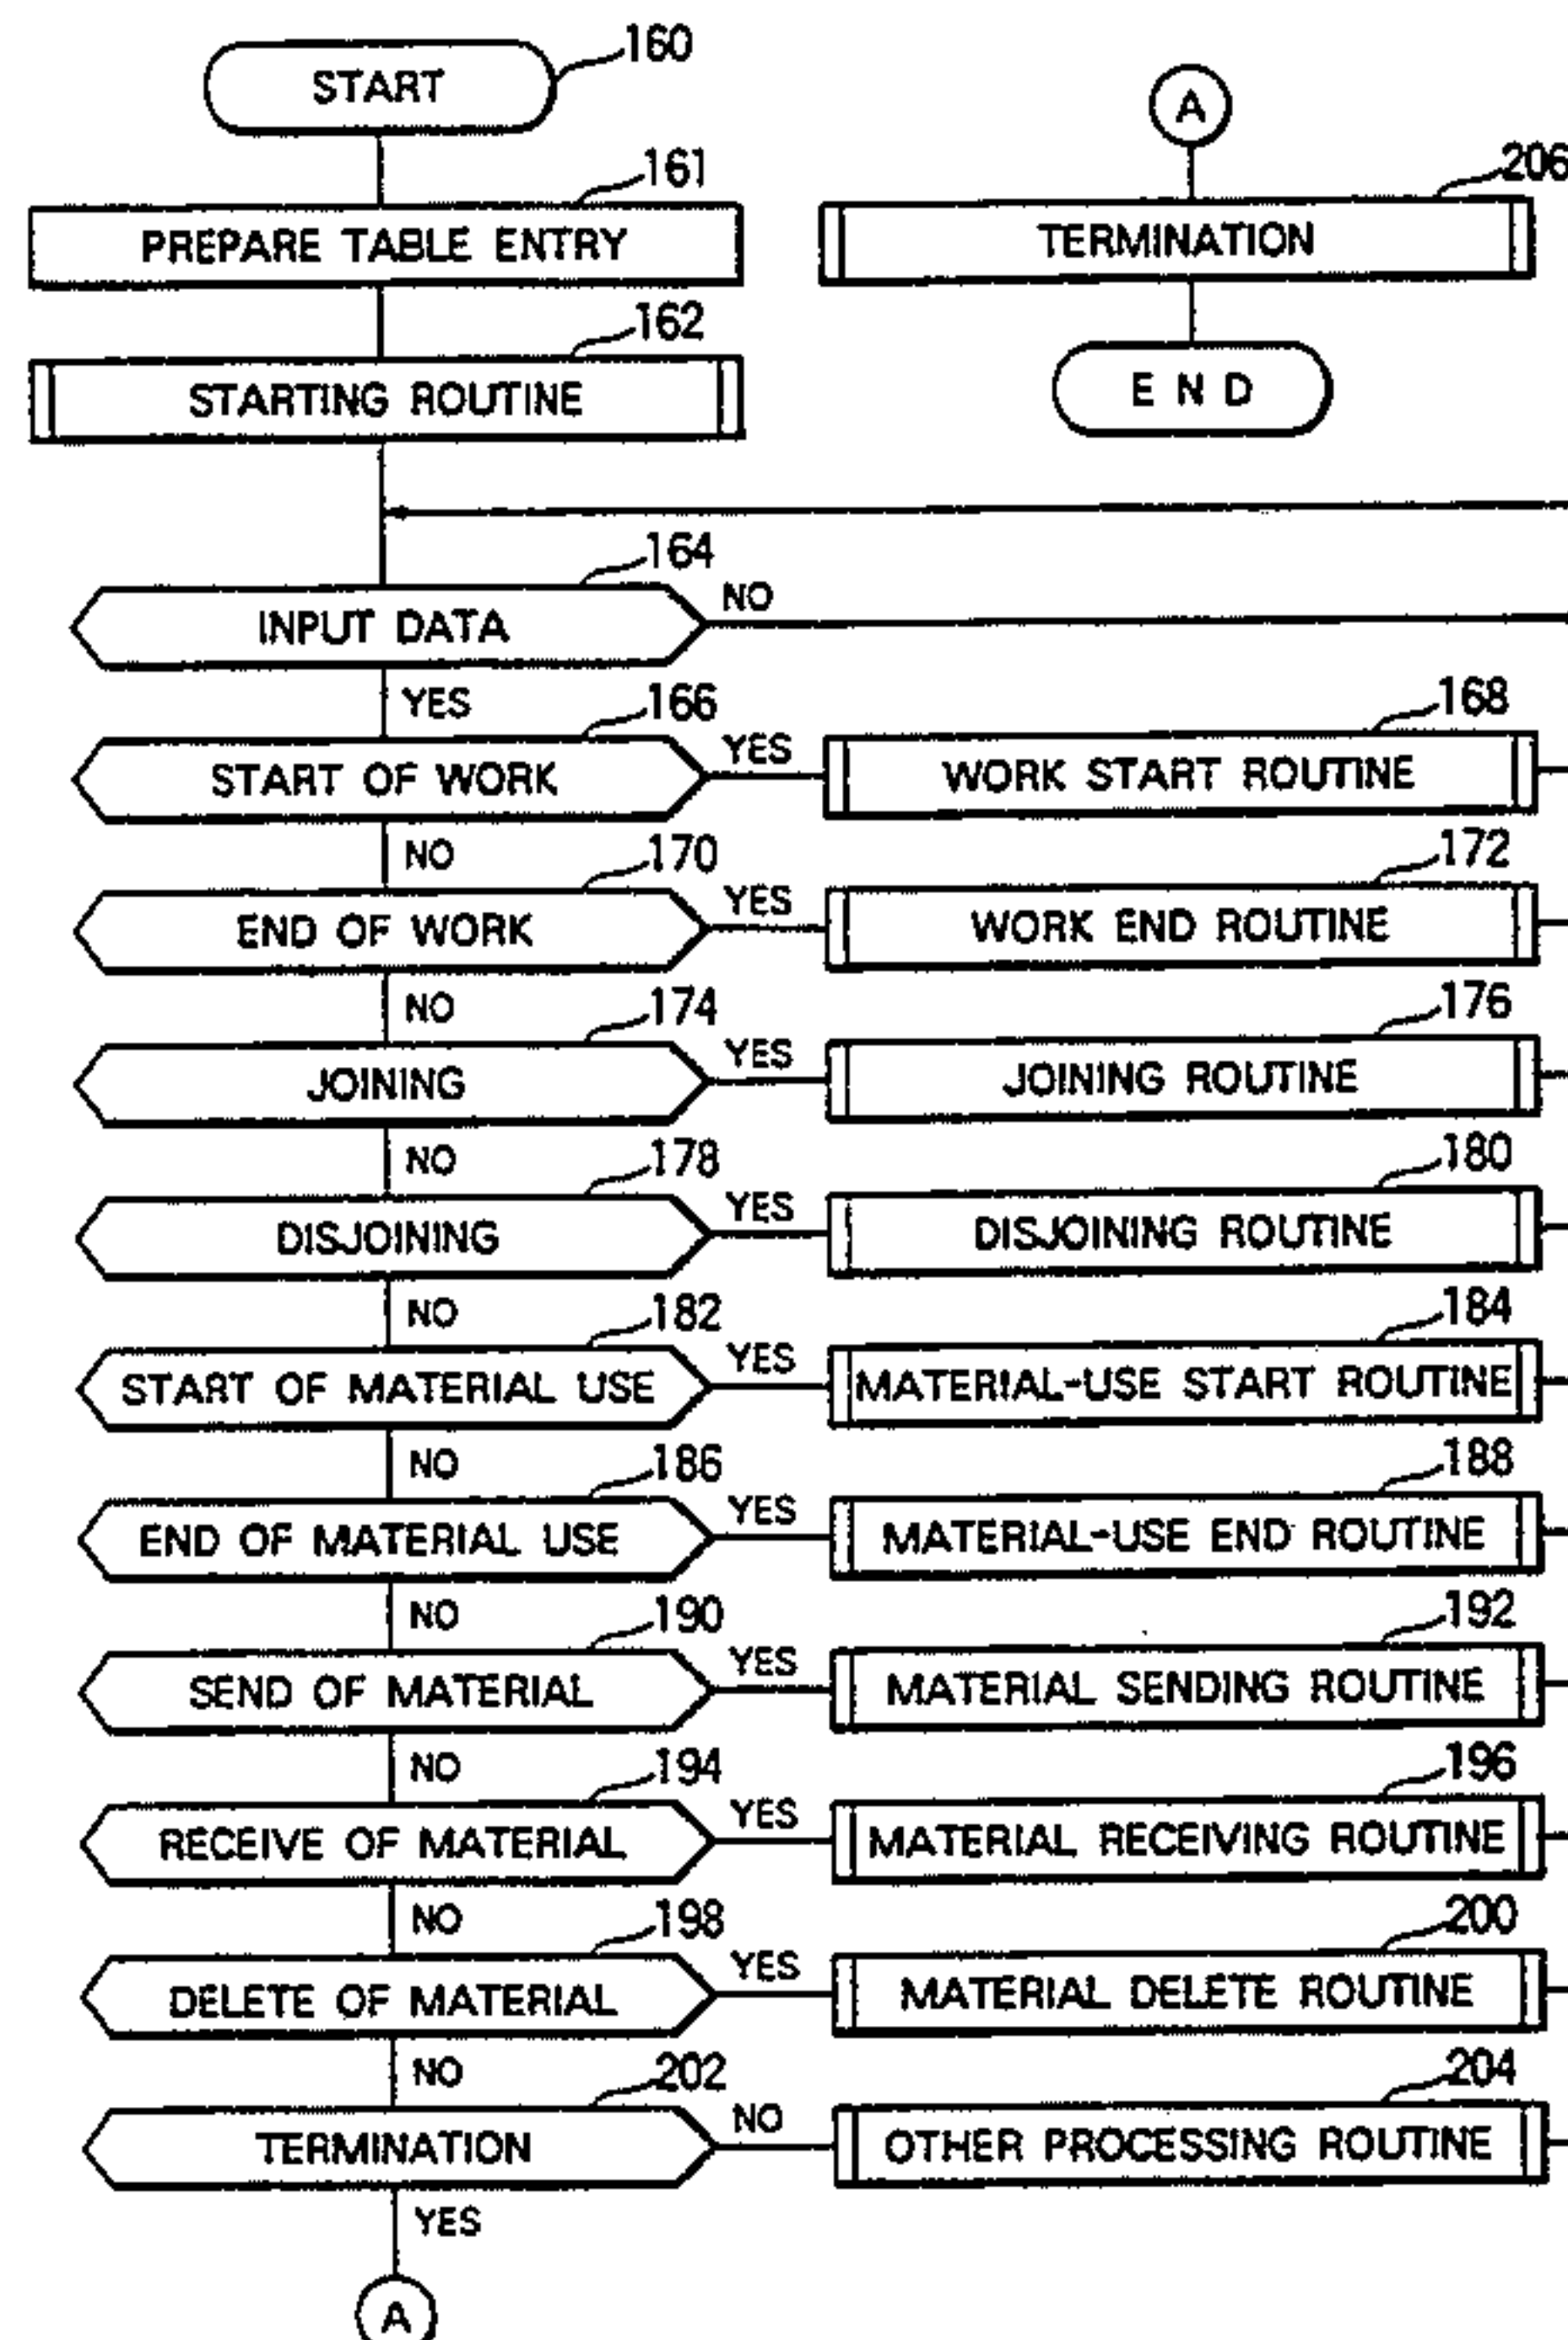 160
START
161
PREPARE TABLE ENTRY
162
STARTING ROUTINE
A
206
TERMINATION
E N D
164
INPUT DATA
NO
YES
166
START OF WORK
YES
168
WORK START ROUTINE
NO
170
END OF WORK
YES
172
WORK END ROUTINE
NO
174
JOINING
YES
176
JOINING ROUTINE
NO
178
DISJOINING
YES
180
DISJOINING ROUTINE
NO
182
START OF MATERIAL USE
YES
184
MATERIAL-USE START ROUTINE
NO
186
END OF MATERIAL USE
YES
188
MATERIAL-USE END ROUTINE
NO
190
SEND OF MATERIAL
YES
192
MATERIAL SENDING ROUTINE
NO
194
RECEIVE OF MATERIAL
YES
196
MATERIAL RECEIVING ROUTINE
NO
198
DELETE OF MATERIAL
YES
200
MATERIAL DELETE ROUTINE
NO
202
TERMINATION
NO
204
OTHER PROCESSING ROUTINE
YES
A